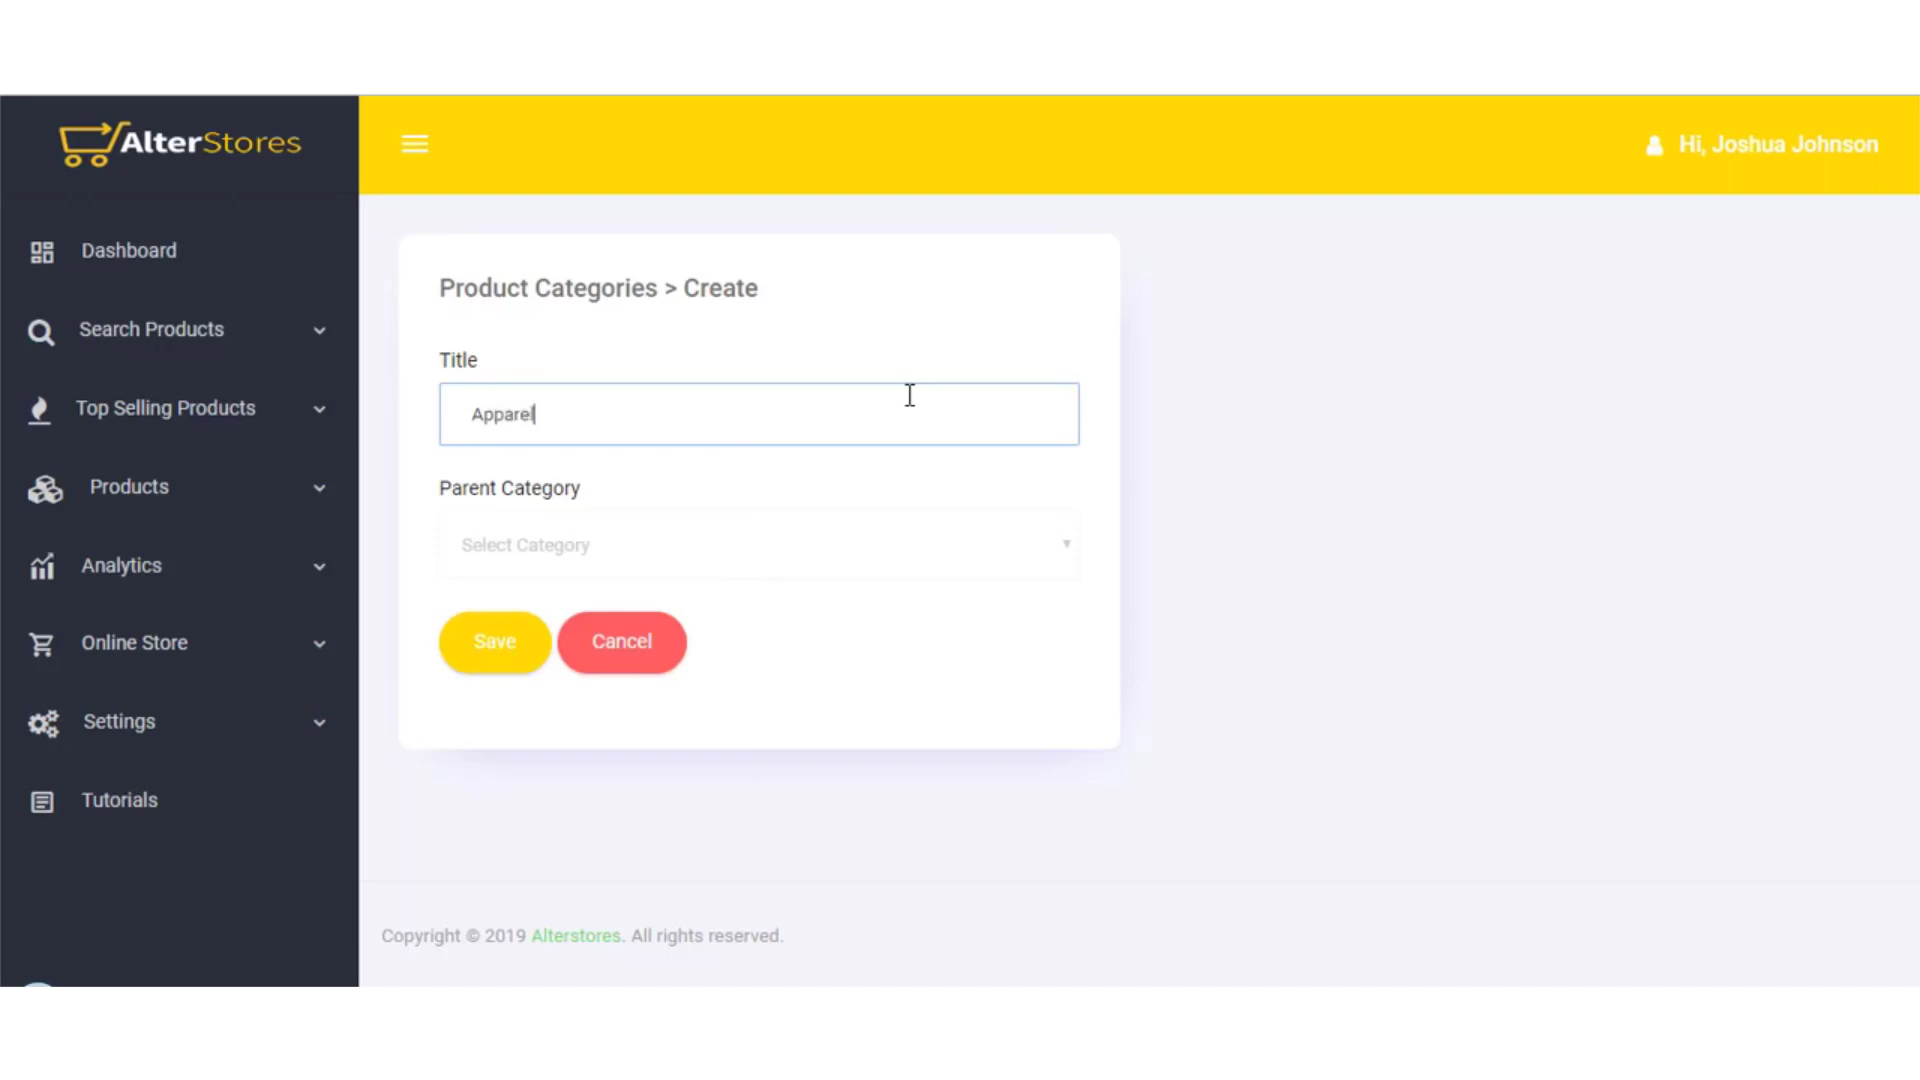 AlterStores
Hi, Joshua Johnson
Dashboard
Search Products
Top Selling Products
Products
Analytics
Online Store
Settings
Tutorials
Product Categories > Create
Title
Apparel
Parent Category
Select Category
Save
Cancel
Copyright © 2019 Alterstores. All rights reserved.